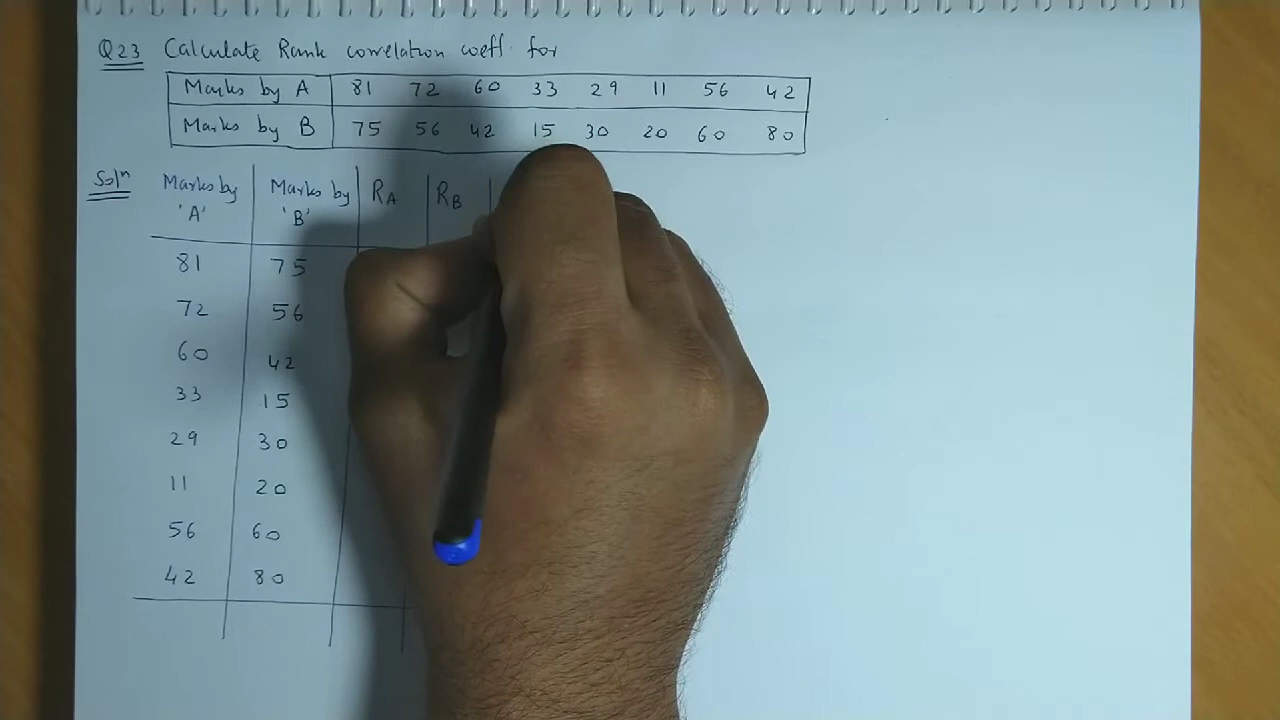 Q23 Calculate Rank correlation coeff. for
Marks by A 81 72 60 33 29 11 56 42
Marks by B 75 56 42 15 30 20 60 80
Solⁿ Marks by 'A' Marks by 'B' R_A R_B
81 75
72 56
60 42
33 15
29 30
11 20
56 60
42 80